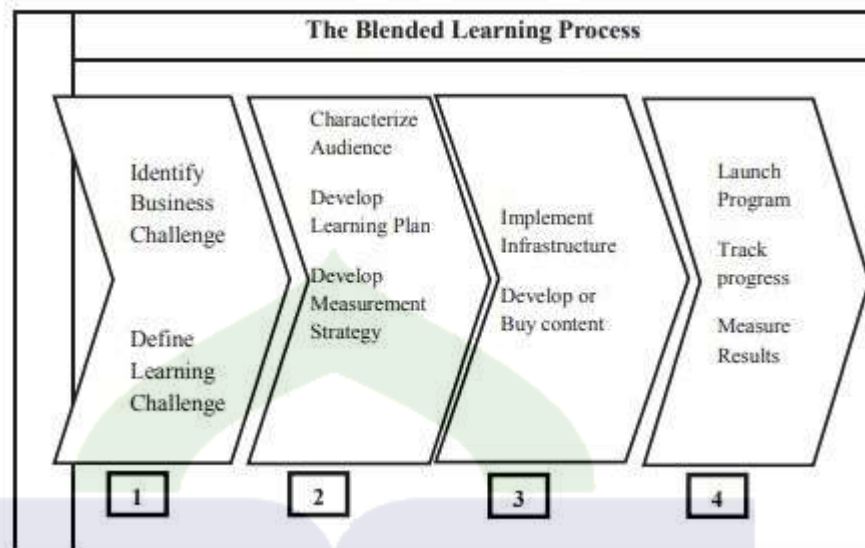 The Blended Learning Process
Identify
Business
Challenge
Define
Learning
Challenge
Characterize
Audience
Develop
Learning Plan
Develop
Measurement
Strategy
Implement
Infrastructure
Develop or
Buy content
Launch
Program
Track
progress
Measure
Results
1
2
3
4